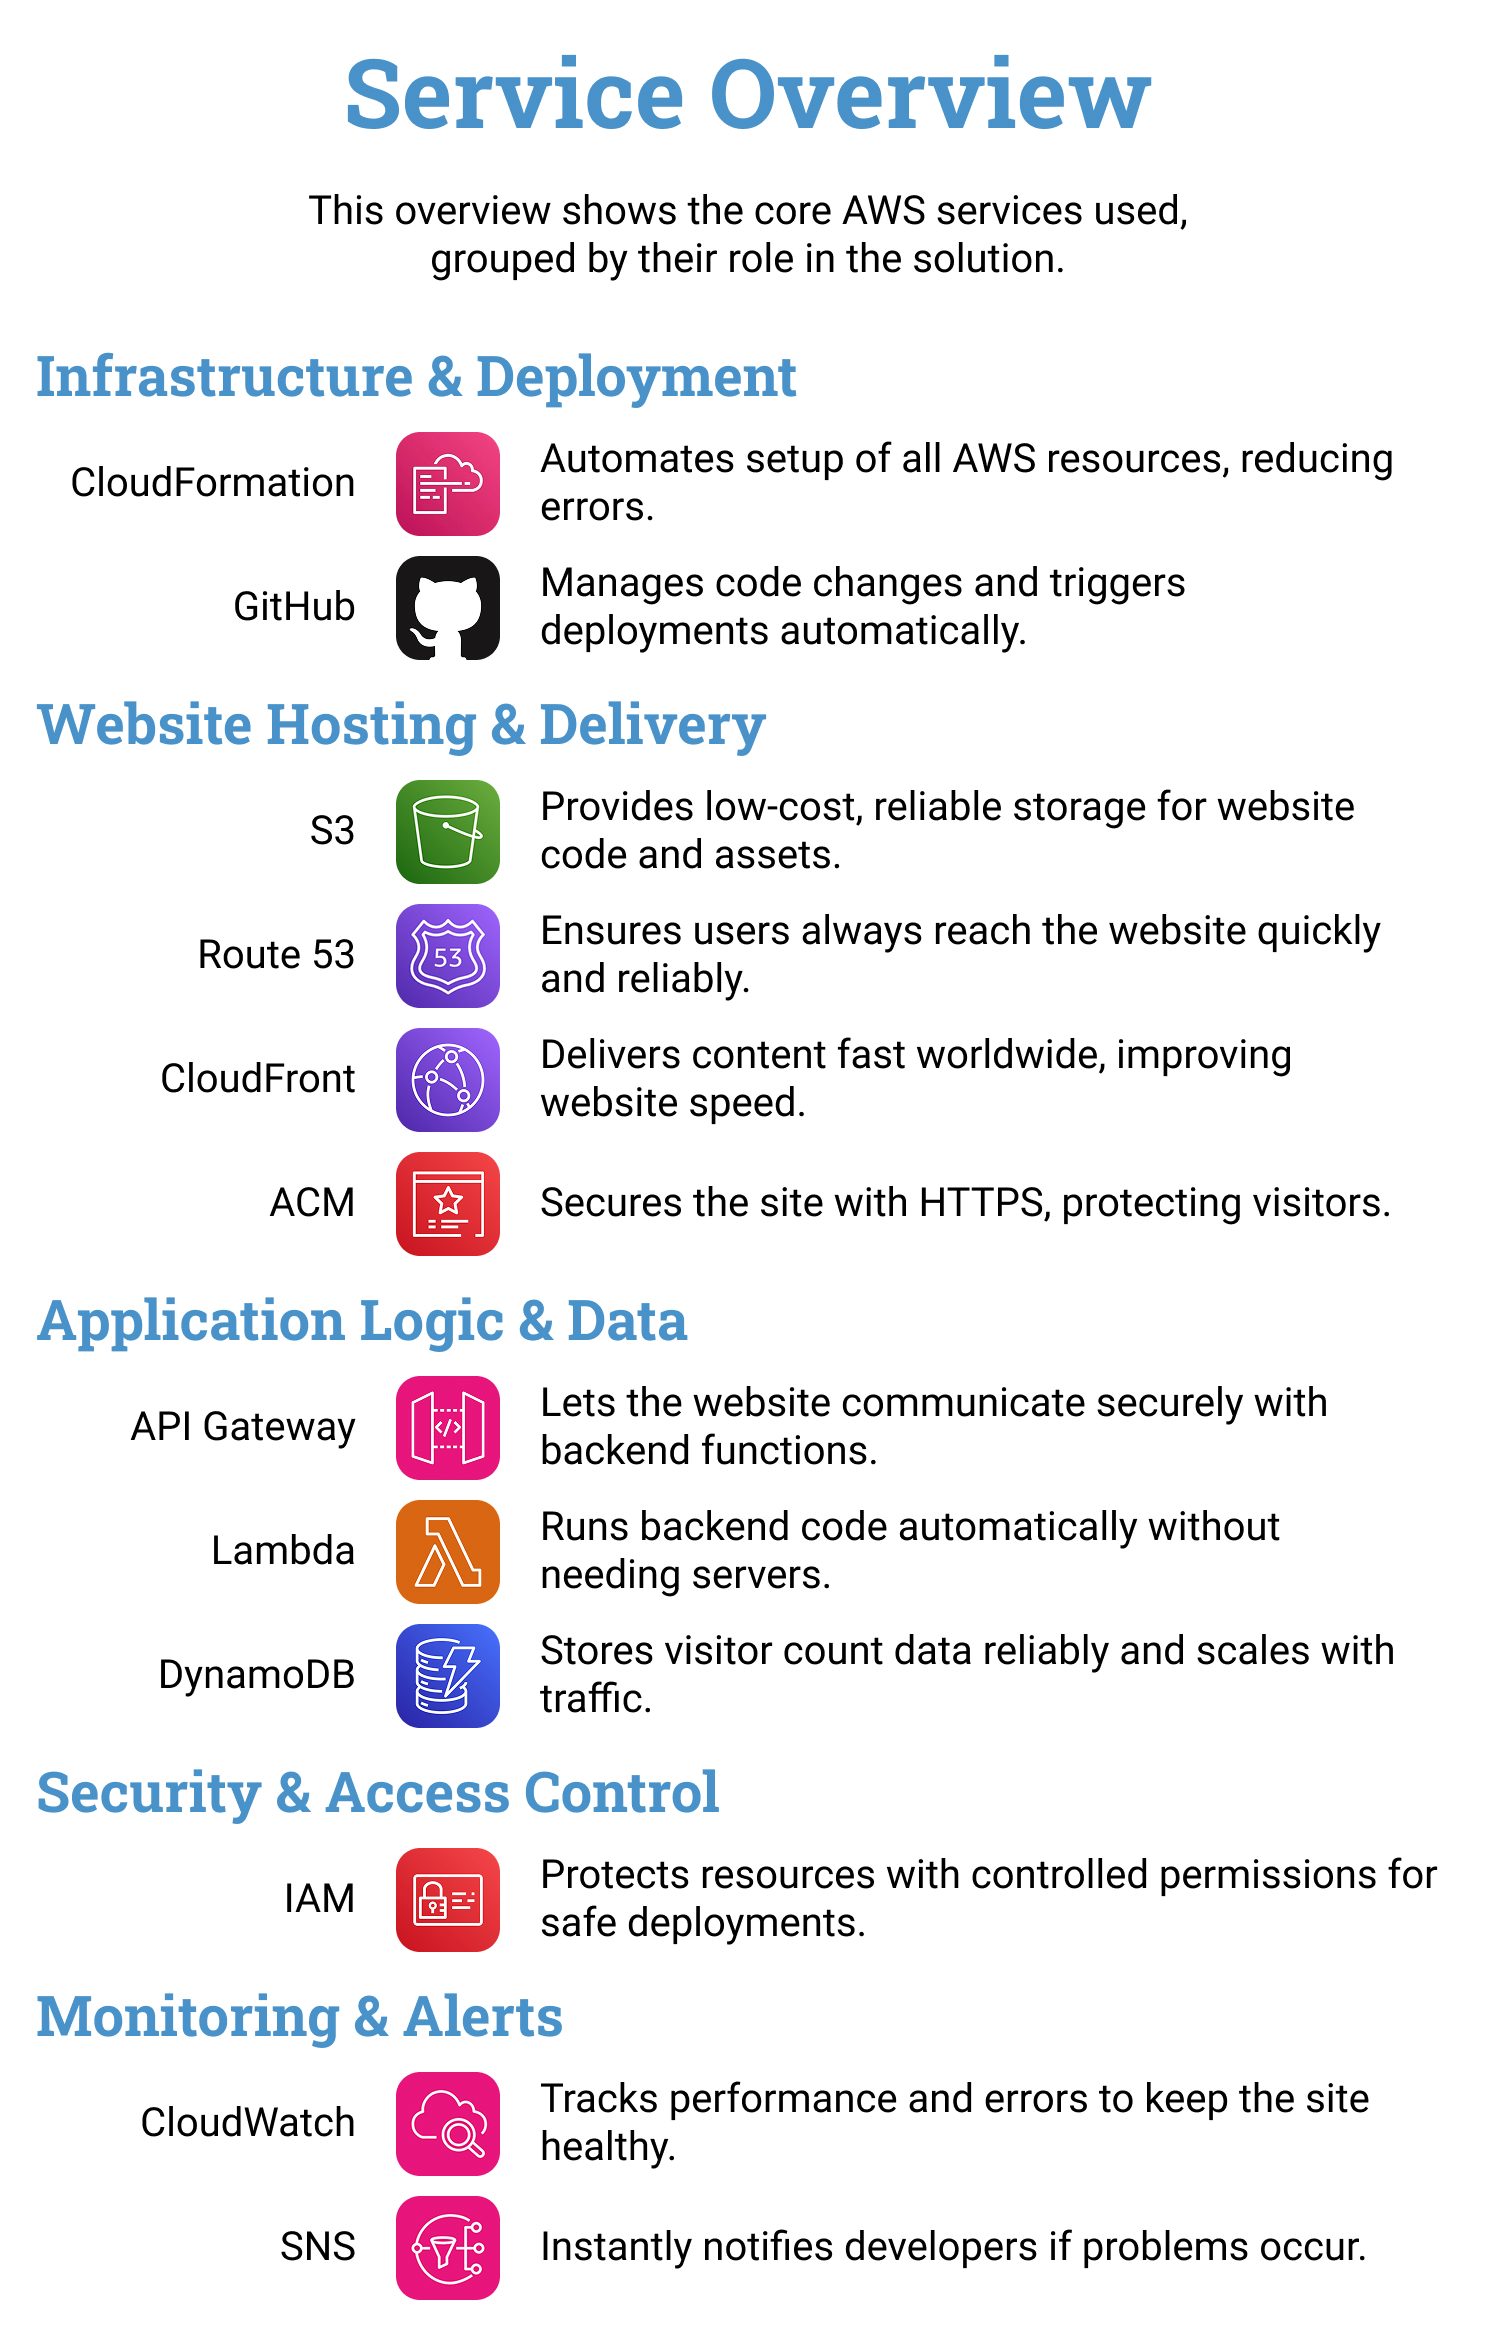 Service Overview
This overview shows the core AWS services used,
grouped by their role in the solution.
Infrastructure & Deployment
CloudFormation
Automates setup of all AWS resources, reducing
errors.
GitHub
Manages code changes and triggers
deployments automatically.
Website Hosting & Delivery
S3
Provides low-cost, reliable storage for website
code and assets.
Route 53
53
Ensures users always reach the website quickly
and reliably.
CloudFront
Delivers content fast worldwide, improving
website speed.
ACM
Secures the site with HTTPS, protecting visitors.
Application Logic & Data
API Gateway
</>
Lets the website communicate securely with
backend functions.
Lambda
Runs backend code automatically without
needing servers.
DynamoDB
Stores visitor count data reliably and scales with
traffic.
Security & Access Control
IAM
Protects resources with controlled permissions for
safe deployments.
Monitoring & Alerts
CloudWatch
Tracks performance and errors to keep the site
healthy.
SNS
Instantly notifies developers if problems occur.